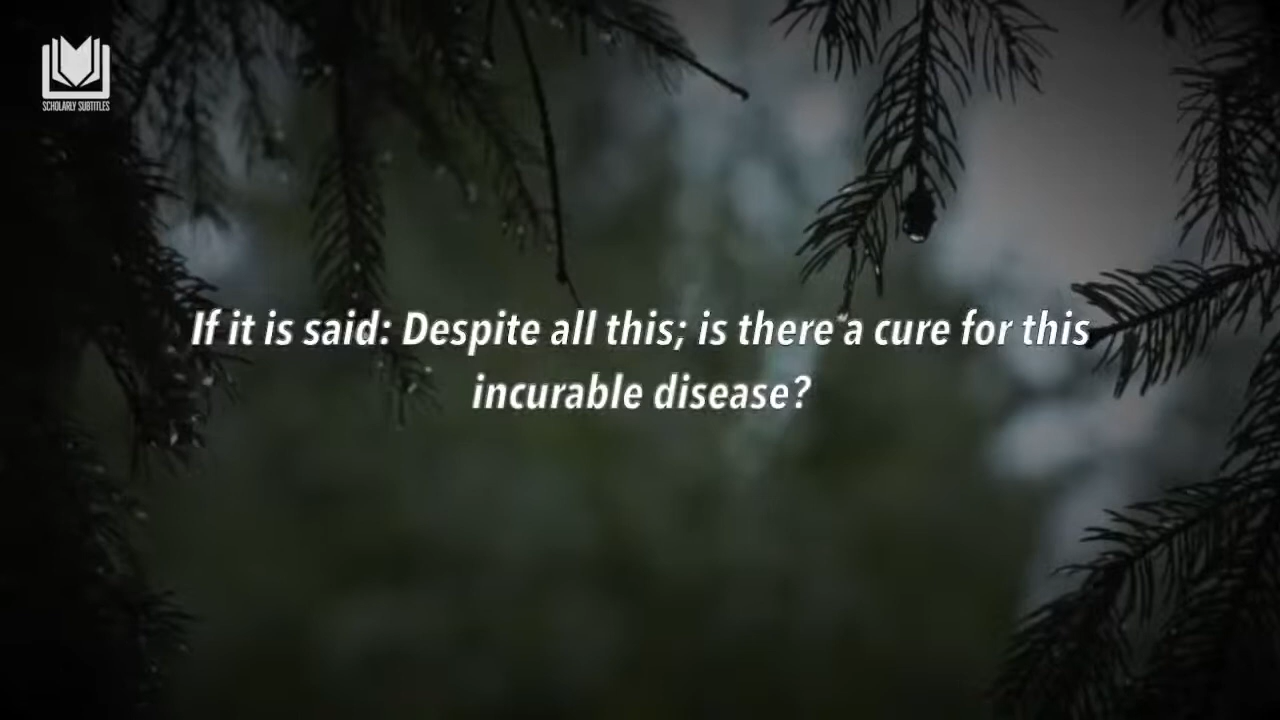 SCHOLARLY SUBTITLES
If it is said: Despite all this; is there a cure for this
incurable disease?